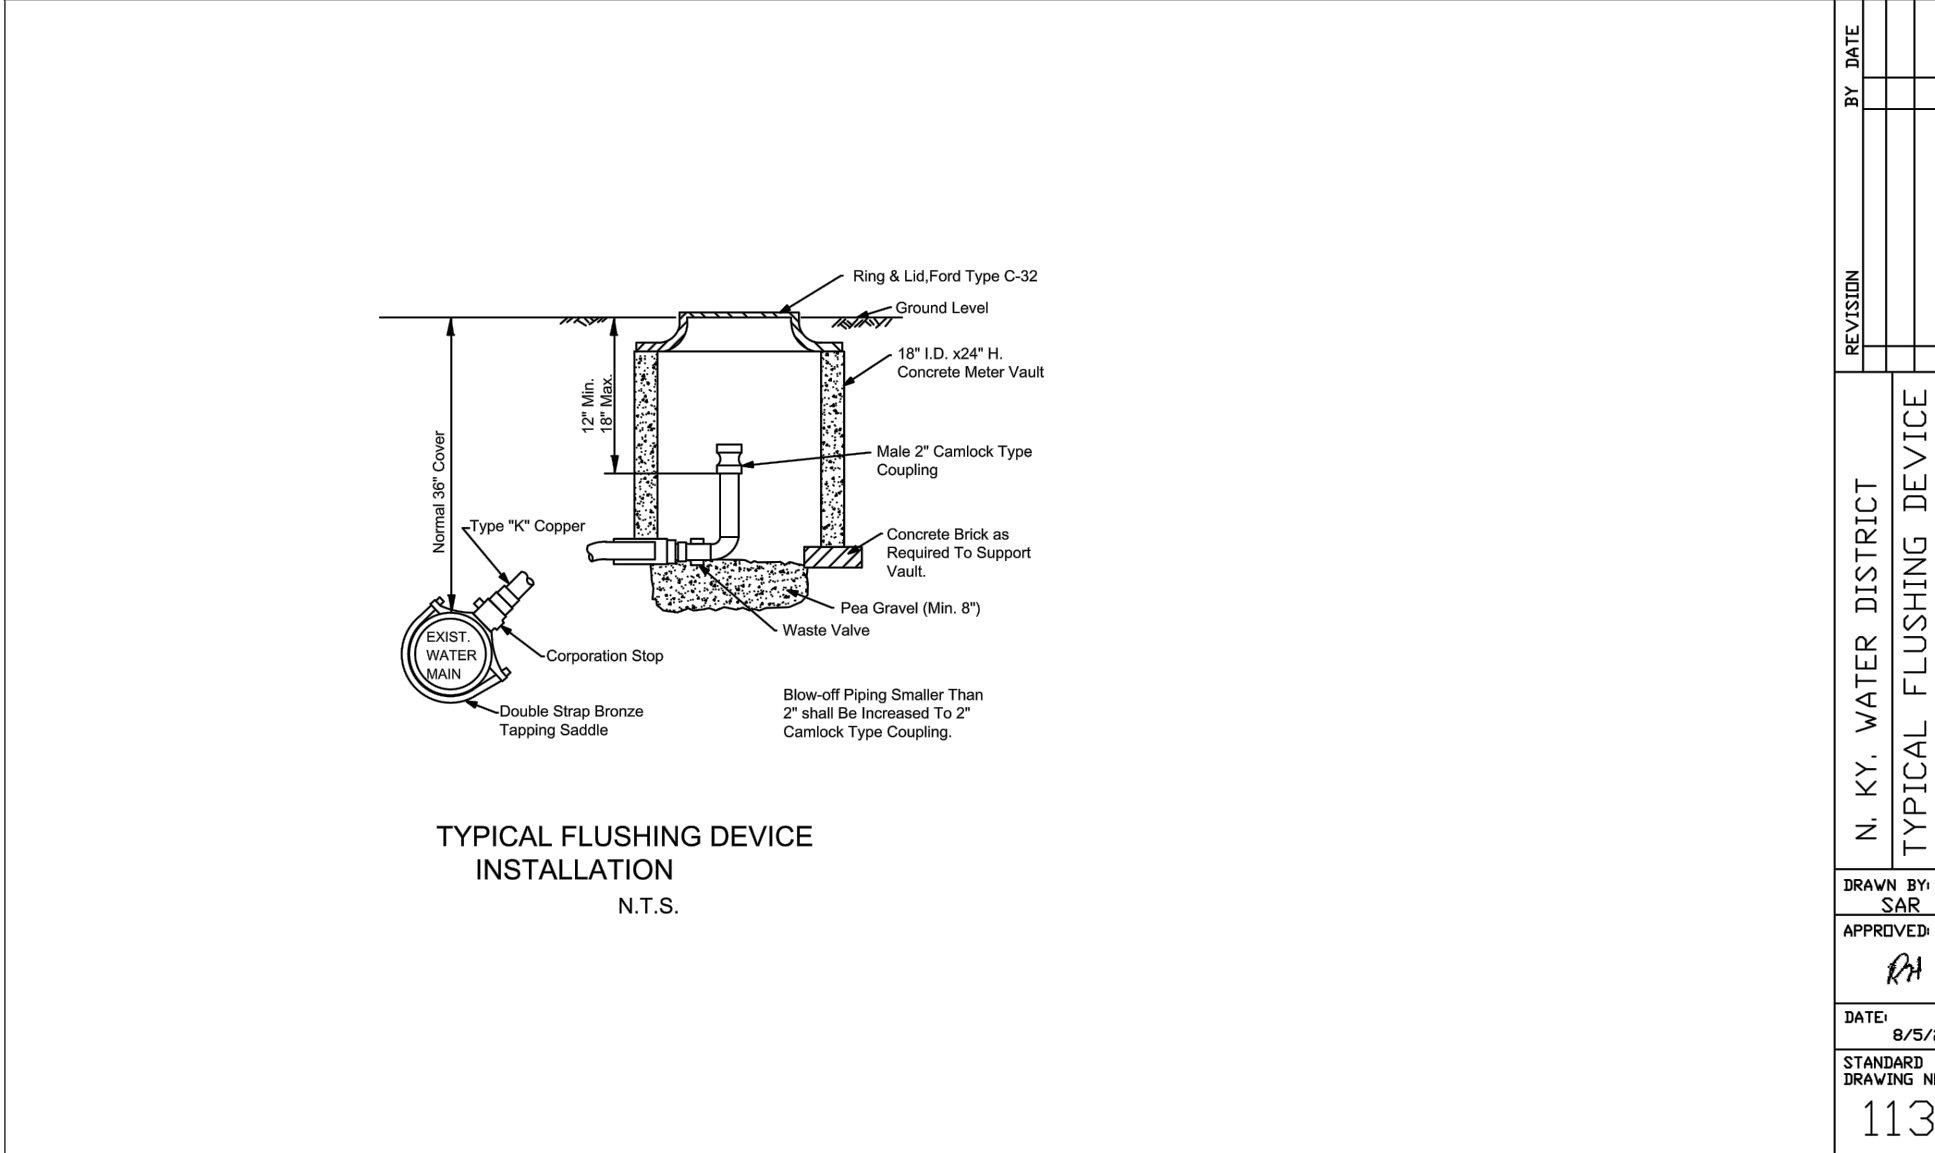 Ring & Lid,Ford Type C-32
Ground Level
18" I.D. x24" H.
Concrete Meter Vault
12" Min.
18" Max.
Normal 36" Cover
Male 2" Camlock Type
Coupling
Type "K" Copper
Concrete Brick as
Required To Support
Vault.
Pea Gravel (Min. 8")
Waste Valve
EXIST.
WATER
MAIN
Corporation Stop
Double Strap Bronze
Tapping Saddle
Blow-off Piping Smaller Than
2" shall Be Increased To 2"
Camlock Type Coupling.
TYPICAL FLUSHING DEVICE
INSTALLATION
N.T.S.
REVISION
BY DATE
N. KY. WATER DISTRICT
TYPICAL FLUSHING DEVICE
DRAWN BY:
SAR
APPROVED:
DATE:
8/5/
STANDARD
DRAWING
113